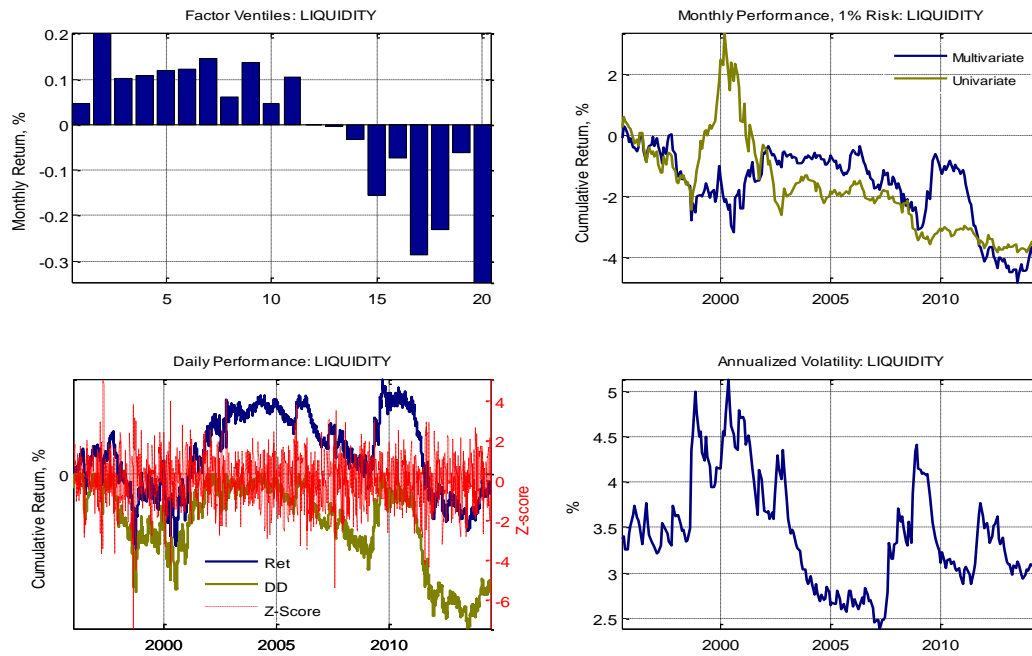 Factor Ventiles: LIQUIDITY
Monthly Return, %
0.2
0.1
0
-0.1
-0.2
-0.3
5
10
15
20
Monthly Performance, 1% Risk: LIQUIDITY
Cumulative Return, %
2
0
-2
-4
Multivariate
Univariate
2000
2005
2010
Daily Performance: LIQUIDITY
Cumulative Return, %
0
Ret
DD
Z-Score
4
2
0
-2
-4
-6
Z-score
2000
2005
2010
Annualized Volatility: LIQUIDITY
%
5
4.5
4
3.5
3
2.5
2000
2005
2010